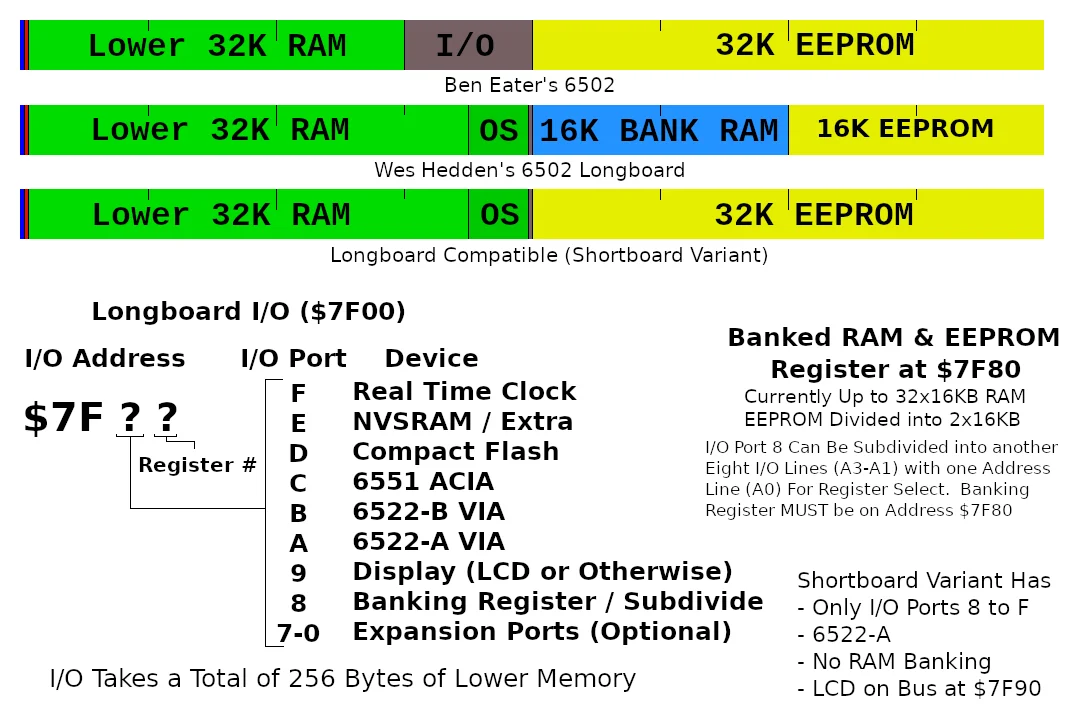 Lower 32K RAM I/O 32K EEPROM
Ben Eater's 6502
Lower 32K RAM OS 16K BANK RAM 16K EEPROM
Wes Hedden's 6502 Longboard
Lower 32K RAM OS 32K EEPROM
Longboard Compatible (Shortboard Variant)
Longboard I/O ($7F00)
I/O Address I/O Port Device
$7F ? ?
Register #
F Real Time Clock
E NVSRAM / Extra
D Compact Flash
C 6551 ACIA
B 6522-B VIA
A 6522-A VIA
9 Display (LCD or Otherwise)
8 Banking Register / Subdivide
7-0 Expansion Ports (Optional)
I/O Takes a Total of 256 Bytes of Lower Memory
Banked RAM & EEPROM
Register at $7F80
Currently Up to 32x16KB RAM
EEPROM Divided into 2x16KB
I/O Port 8 Can Be Subdivided into another
Eight I/O Lines (A3-A1) with one Address
Line (A0) For Register Select. Banking
Register MUST be on Address $7F80
Shortboard Variant Has
- Only I/O Ports 8 to F
- 6522-A
- No RAM Banking
- LCD on Bus at $7F90